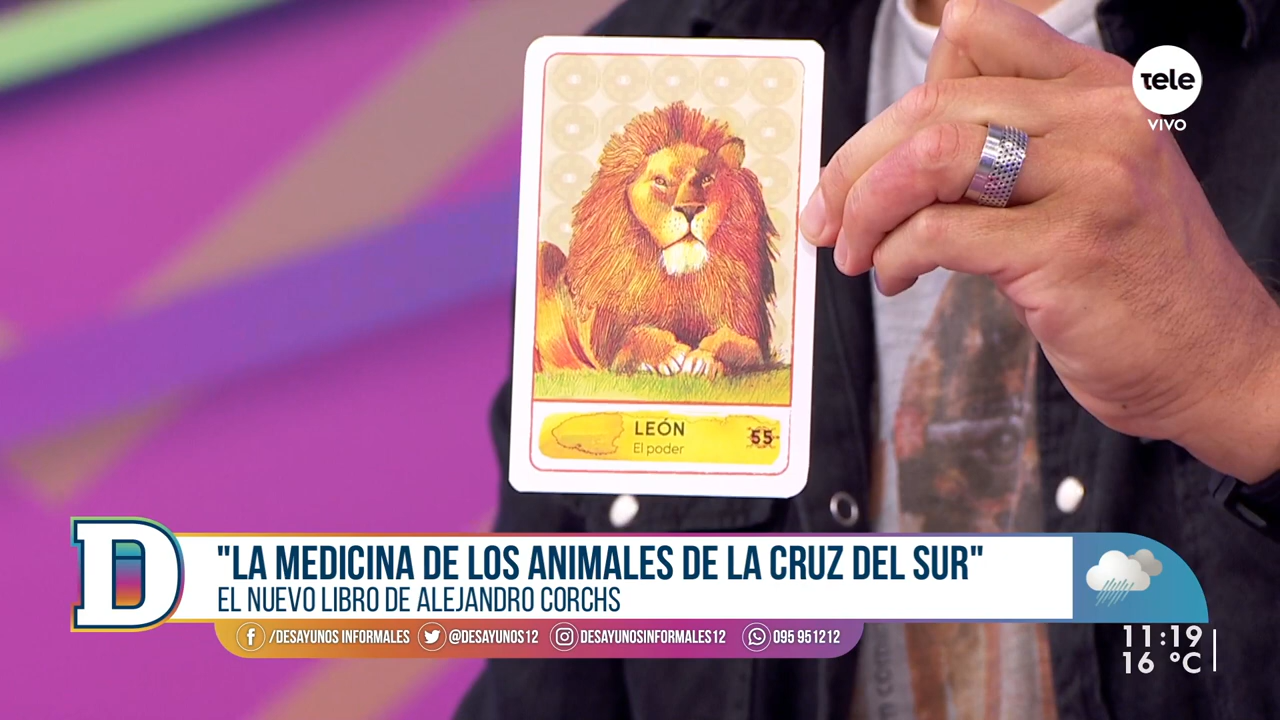 tele
VIVO
LEÓN
El poder
55
D
"LA MEDICINA DE LOS ANIMALES DE LA CRUZ DEL SUR"
EL NUEVO LIBRO DE ALEJANDRO CORCHS
/DESAYUNOS INFORMALES @DESAYUNOS12 DESAYUNOSINFORMALES12 095 951212
11:19
16 °C